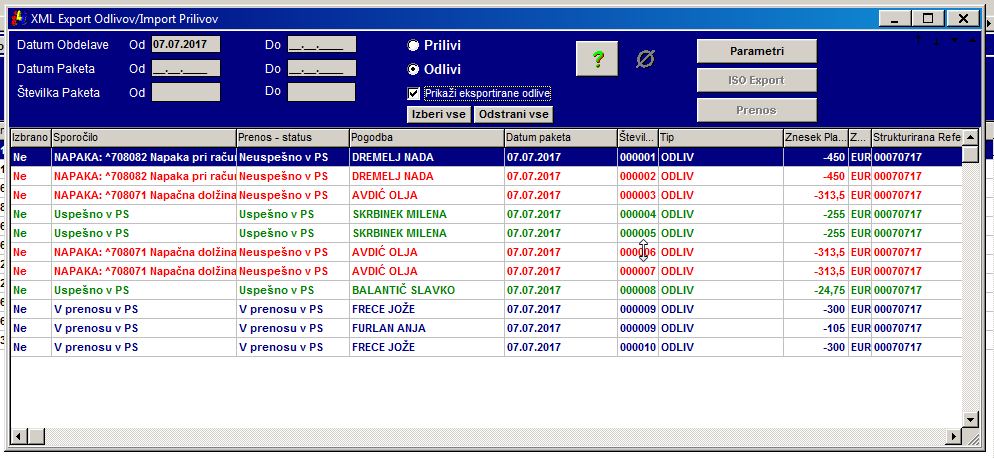 XML Export Odlivov/Import Prilivov
Datum Obdelave Od 07.07.2017 Do __.__.____ Prilivi ? Ø Parametri
Datum Paketa Od __.__.____ Do __.__.____ Odlivi ISO Export
Številka Paketa Od Do Prikaži eksportirane odlive Prenos
Izberi vse Odstrani vse
Izbrano Sporočilo Prenos - status Pogodba Datum paketa Števil... Tip Znesek Pla... Z... Strukturirana Refe
Ne NAPAKA: ^708082 Napaka pri račur Neuspešno v PS DREMELJ NADA 07.07.2017 000001 ODLIV -450 EUR 00070717
Ne NAPAKA: ^708082 Napaka pri račur Neuspešno v PS DREMELJ NADA 07.07.2017 000002 ODLIV -450 EUR 00070717
Ne NAPAKA: ^708071 Napačna dolžina Neuspešno v PS AVDIĆ OLJA 07.07.2017 000003 ODLIV -313,5 EUR 00070717
Ne Uspešno v PS Uspešno v PS SKRBINEK MILENA 07.07.2017 000004 ODLIV -255 EUR 00070717
Ne Uspešno v PS Uspešno v PS SKRBINEK MILENA 07.07.2017 000005 ODLIV -255 EUR 00070717
Ne NAPAKA: ^708071 Napačna dolžina Neuspešno v PS AVDIĆ OLJA 07.07.2017 000006 ODLIV -313,5 EUR 00070717
Ne NAPAKA: ^708071 Napačna dolžina Neuspešno v PS AVDIĆ OLJA 07.07.2017 000007 ODLIV -313,5 EUR 00070717
Ne Uspešno v PS Uspešno v PS BALANTIČ SLAVKO 07.07.2017 000008 ODLIV -24,75 EUR 00070717
Ne V prenosu v PS V prenosu v PS FRECE JOŽE 07.07.2017 000009 ODLIV -300 EUR 00070717
Ne V prenosu v PS V prenosu v PS FURLAN ANJA 07.07.2017 000009 ODLIV -105 EUR 00070717
Ne V prenosu v PS V prenosu v PS FRECE JOŽE 07.07.2017 000010 ODLIV -300 EUR 00070717